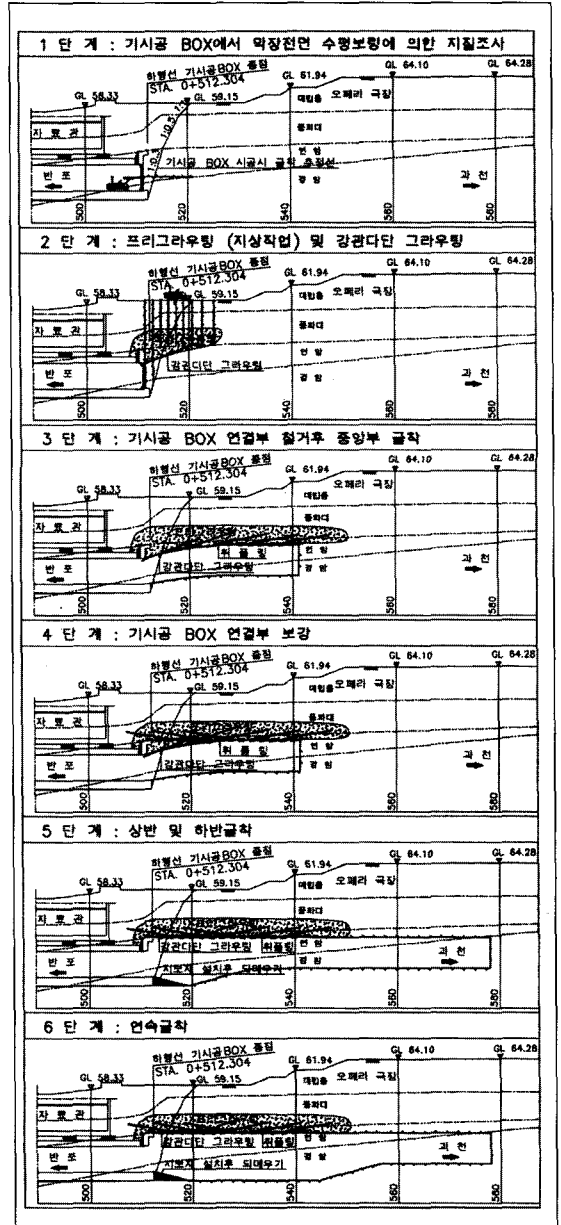 1 단 계 : 기시공 BOX에서 막장전면 수평보링에 의한 지질조사
하형선 기시공BOX 종점
STA. 0+512.304
GL 58.33
GL 59.15
GL 61.94
GL 64.10
GL 64.28
오페라 극장
매립층
풍화대
연 암
경 암
1:0.5
자 료 관
기시공 BOX 시공시 굴착 추정선
반 포
과 천
500
520
540
560
580
2 단 계 : 프리그라우팅 (지상작업) 및 강관다단 그라우팅
하형선 기시공BOX 종점
STA. 0+512.304
GL 58.33
GL 59.15
GL 61.94
GL 64.10
GL 64.28
매립층
오페라 극장
풍화대
자 료 관
연 암
경 암
강관다단 그라우팅
반 포
과 천
500
520
540
560
580
3 단 계 : 기시공 BOX 연결부 철거후 중앙부 굴착
하형선 기시공BOX 종점
STA. 0+512.304
GL 58.33
GL 59.15
GL 61.94
GL 64.10
GL 64.28
매립층
오페라 극장
풍화대
자 료 관
휘 폴 링
연 암
경 암
강관다단 그라우팅
반 포
과 천
500
520
540
560
580
4 단 계 : 기시공 BOX 연결부 보강
하형선 기시공BOX 종점
STA. 0+512.304
GL 58.33
GL 59.15
GL 61.94
GL 64.10
GL 64.28
매립층
오페라 극장
풍화대
자 료 관
휘 폴 링
연 암
경 암
강관다단 그라우팅
반 포
과 천
500
520
540
560
580
5 단 계 : 상반 및 하반굴착
하형선 기시공BOX 종점
STA. 0+512.304
GL 58.33
GL 59.15
GL 61.94
GL 64.10
GL 64.28
매립층
오페라 극장
풍화대
자 료 관
강관다단 그라우팅
휘폴링
연 암
경 암
지보재 설치후 되메우기
반 포
과 천
500
520
540
560
580
6 단 계 : 연속굴착
하형선 기시공BOX 종점
STA. 0+512.304
GL 58.33
GL 59.15
GL 61.94
GL 64.10
GL 64.28
매립층
오페라 극장
풍화대
자 료 관
강관다단 그라우팅
휘폴링
연 암
경 암
지보재 설치후 되메우기
반 포
과 천
500
520
540
560
580